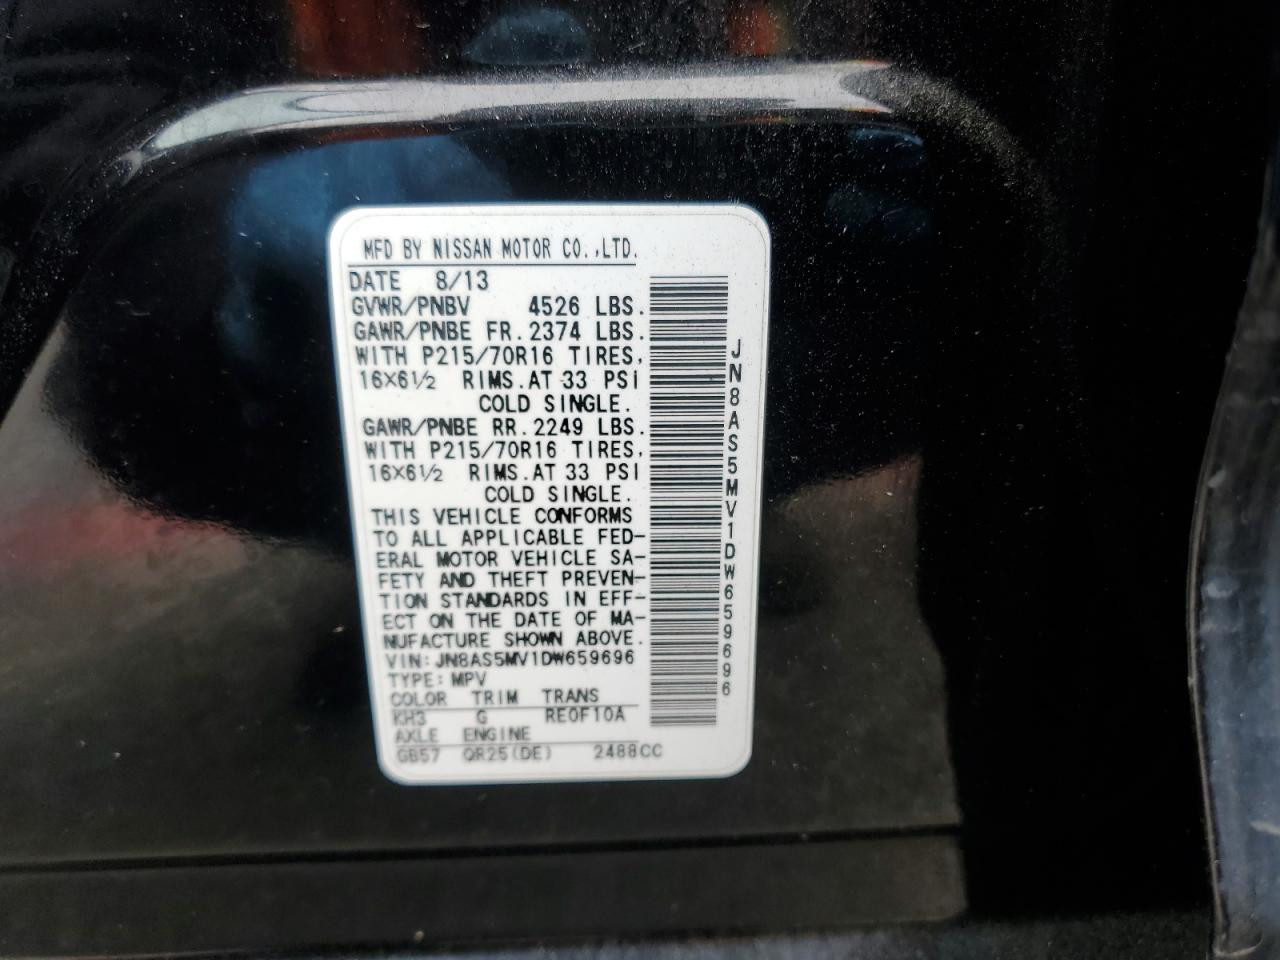 MFD BY NISSAN MOTOR CO.,LTD.
DATE 8/13
GVWR/PNBV 4526 LBS.
GAWR/PNBE FR. 2374 LBS.
WITH P215/70R16 TIRES,
16×6½ RIMS. AT 33 PSi
COLD SINGLE.
GAWR/PNBE RR. 2249 LBS.
WITH P215/70R16 TIRES,
16×6½ RIMS. AT 33 PSI
COLD SINGLE.
THIS VEHICLE CONFORMS
TO ALL APPLICABLE FED-
ERAL MOTOR VEHICLE SA-
FETY AND THEFT PREVEN-
TION STANDARDS IN EFF-
ECT ON THE DATE OF MA-
NUFACTURE SHOWN ABOVE.
VIN: JN8AS5MV1DW659696
TYPE: MPV
COLOR TRIM TRANS
KH3 G RE0F10A
AXLE ENGINE
GB57 QR25(DE) 2488CC
JN8AS5MV1DW659696